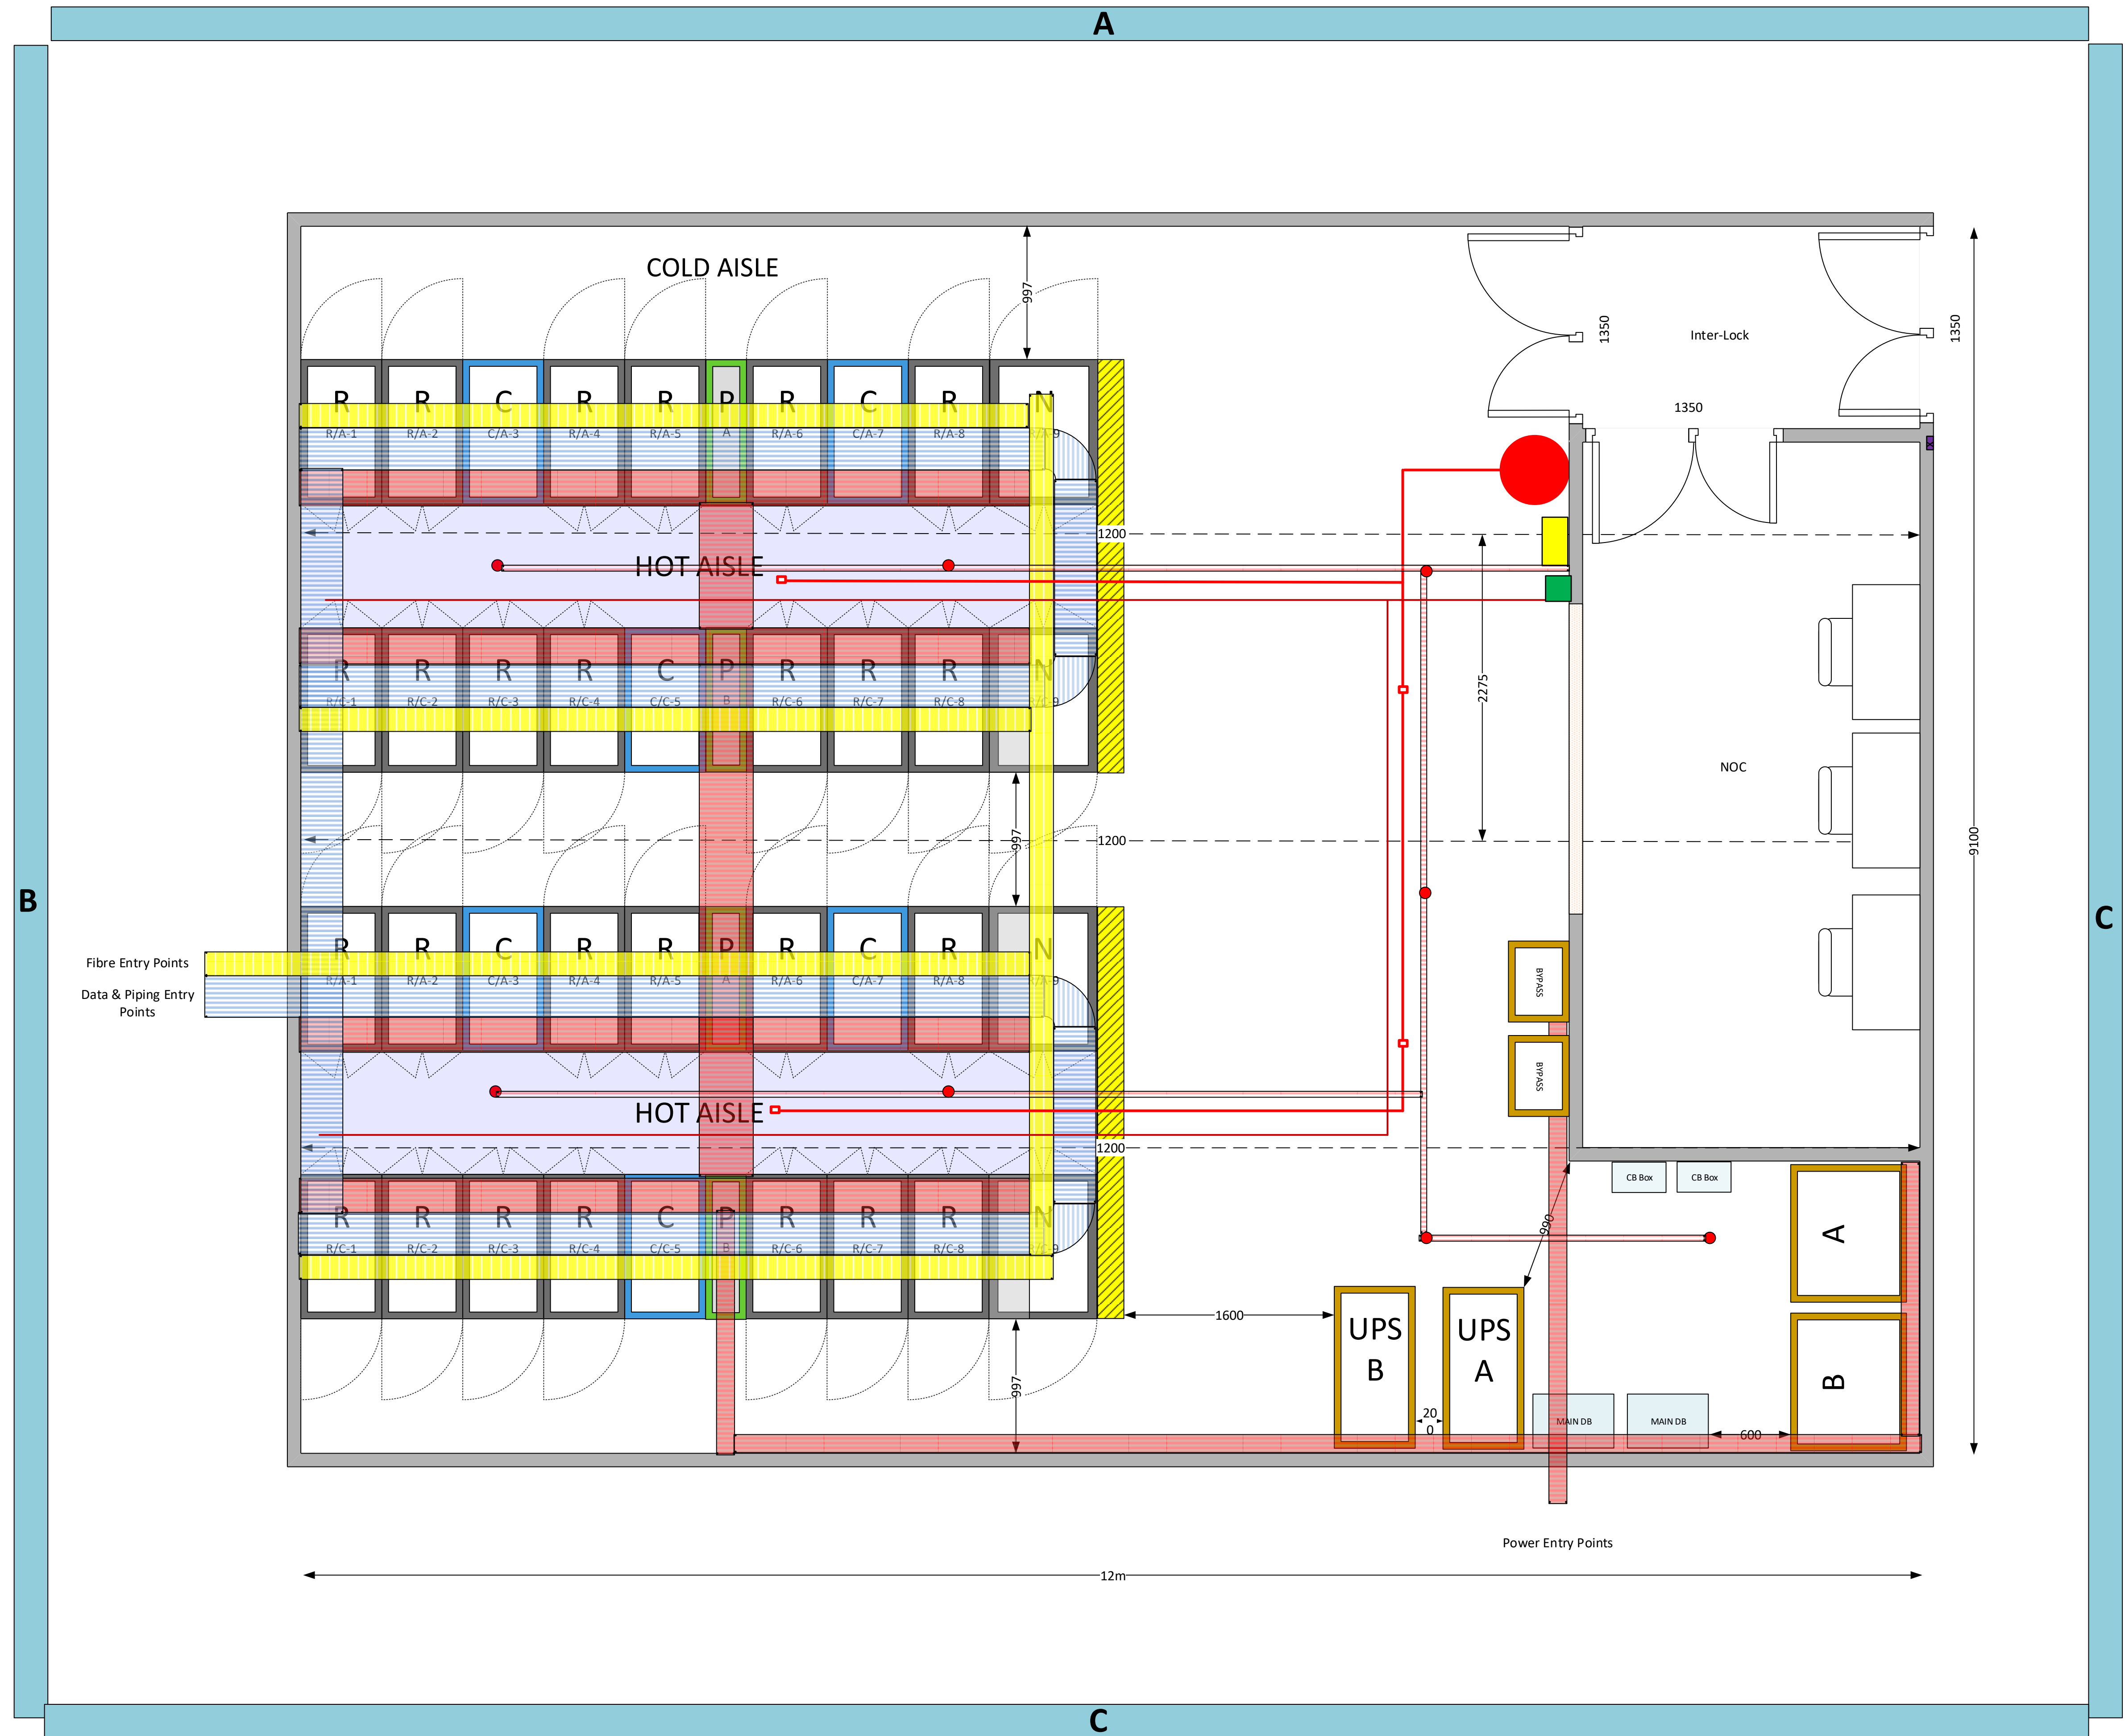 A
COLD AISLE
997
1350
Inter-Lock
1350
1350
R
R
C
R
R
P
R
C
R
N
R/A-1
R/A-2
C/A-3
R/A-4
R/A-5
A
R/A-6
C/A-7
R/A-8
R/A-9
1200
HOT AISLE
2275
R
R
R
R
C
P
R
R
R
N
R/C-1
R/C-2
R/C-3
R/C-4
C/C-5
B
R/C-6
R/C-7
R/C-8
R/C-9
NOC
997
1200
9100
B
C
R
R
C
R
R
P
R
C
R
N
Fibre Entry Points
R/A-1
R/A-2
C/A-3
R/A-4
R/A-5
A
R/A-6
C/A-7
R/A-8
R/A-9
Data & Piping Entry
Points
BYPASS
BYPASS
HOT AISLE
1200
CB Box
CB Box
R
R
R
R
C
P
R
R
R
N
990
A
R/C-1
R/C-2
R/C-3
R/C-4
C/C-5
B
R/C-6
R/C-7
R/C-8
R/C-9
1600
UPS
B
UPS
A
B
997
20
0
MAIN DB
MAIN DB
600
Power Entry Points
12m
C